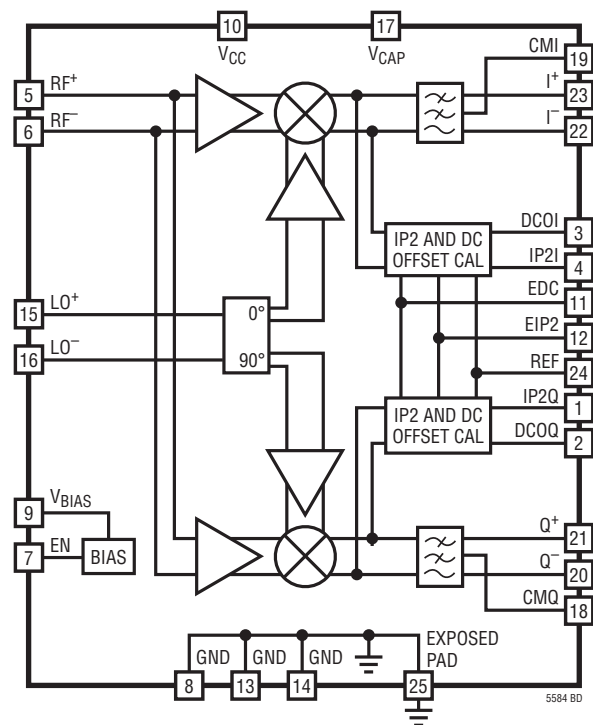 10
17
V_CC
V_CAP
CMI
19
5 RF+
I+
23
6 RF−
I−
22
DCOI
3
IP2 AND DC
OFFSET CAL
IP2I
4
EDC
11
15 LO+
0°
EIP2
12
16 LO−
90°
REF
24
IP2Q
1
IP2 AND DC
OFFSET CAL
DCOQ
2
9 V_BIAS
7 EN
BIAS
Q+
21
Q−
20
CMQ
18
GND
GND
GND
EXPOSED
PAD
8
13
14
25
5584 BD